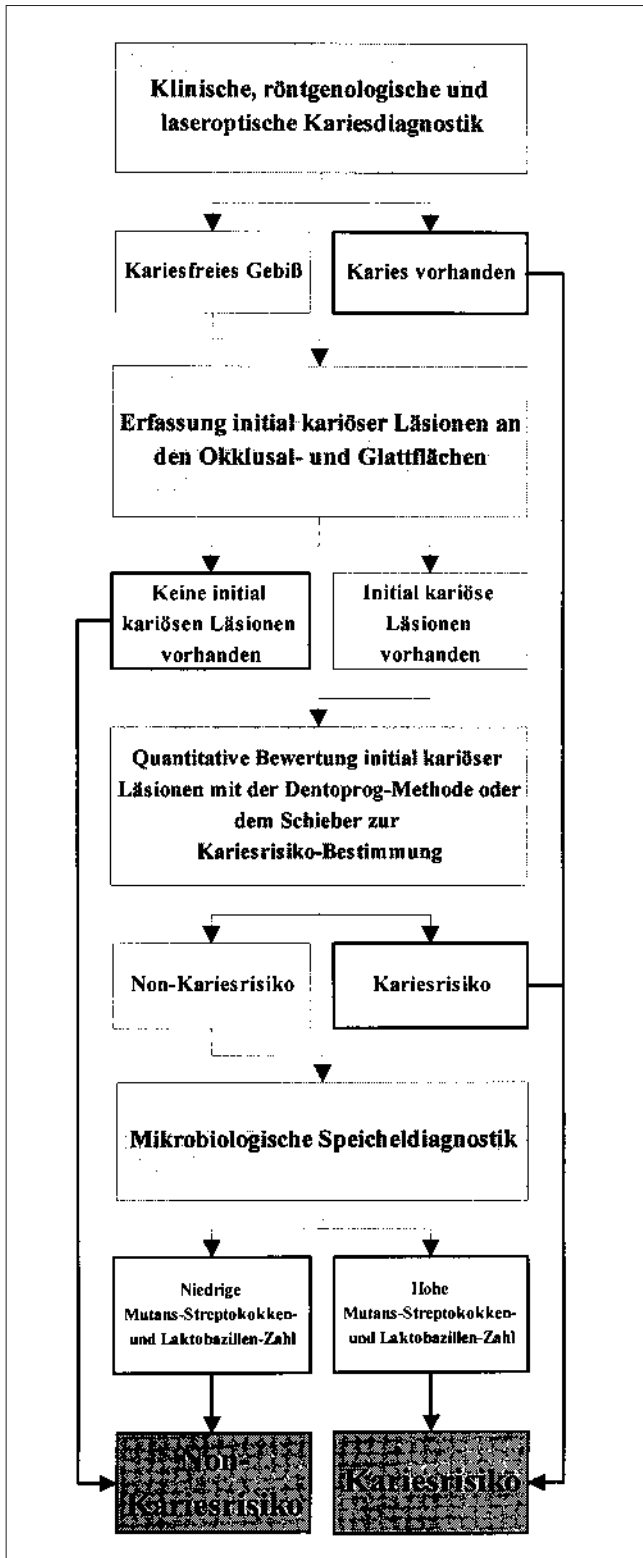 Klinische, röntgenologische und
laseroptische Kariesdiagnostik
Kariesfreies Gebiß
Karies vorhanden
Erfassung initial kariöser Läsionen an
den Okklusal- und Glattflächen
Keine initial
kariösen Läsionen
vorhanden
Initial kariöse
Läsionen
vorhanden
Quantitative Bewertung initial kariöser
Läsionen mit der Dentoprog-Methode oder
dem Schieber zur
Kariesrisiko-Bestimmung
Non-Kariesrisiko
Kariesrisiko
Mikrobiologische Speicheldiagnostik
Niedrige
Mutans-Streptokokken-
und Laktobazillen-Zahl
Hohe
Mutans-Streptokokken-
und Laktobazillen-Zahl
Non-
Kariesrisiko
Kariesrisiko